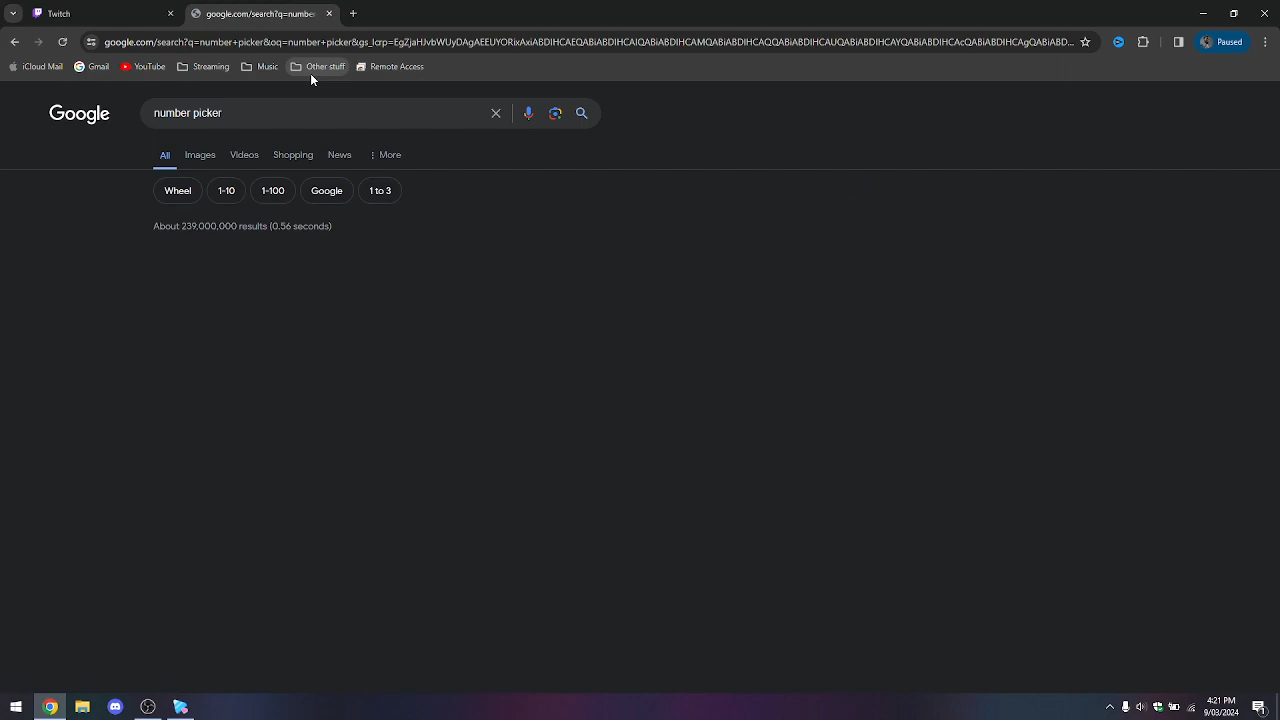 Twitch
google.com/search?q=number
google.com/search?q=number+picker&oq=number+picker&gs_lcrp=
Paused
iCloud Mail
Gmail
YouTube
Streaming
Music
Other stuff
Remote Access
Google
number picker
All
Images
Videos
Shopping
News
More
Wheel
1-10
1-100
Google
1 to 3
About 239,000,000 results (0.56 seconds)
4:21 PM
9/03/2024